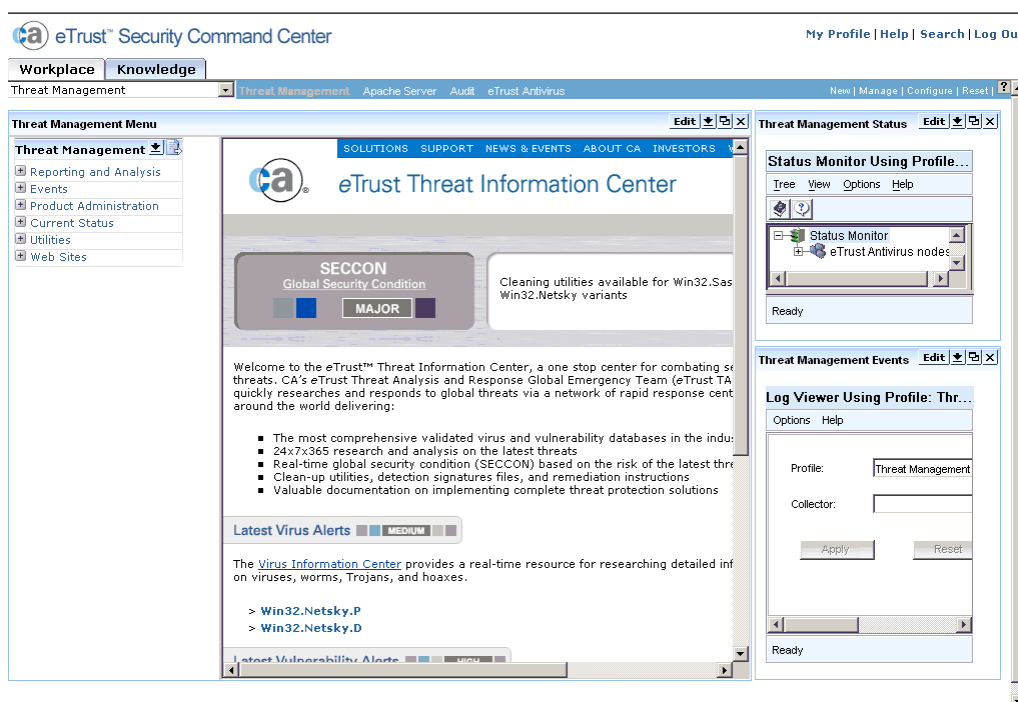 ca eTrust™ Security Command Center
My Profile | Help | Search | Log Ou
Workplace Knowledge
Threat Management
Threat Management Apache Server Audit eTrust Antivirus
New | Manage | Configure | Reset | ?
Threat Management Menu
Edit
Threat Management
Reporting and Analysis
Events
Product Administration
Current Status
Utilities
Web Sites
SOLUTIONS SUPPORT NEWS & EVENTS ABOUT CA INVESTORS
ca® eTrust Threat Information Center
SECCON
Global Security Condition
MAJOR
Cleaning utilities available for Win32.Sas
Win32.Netsky variants
Welcome to the eTrust™ Threat Information Center, a one stop center for combating se
threats. CA's eTrust Threat Analysis and Response Global Emergency Team (eTrust TA
quickly researches and responds to global threats via a network of rapid response cent
around the world delivering:
The most comprehensive validated virus and vulnerability databases in the indu
24x7x365 research and analysis on the latest threats
Real-time global security condition (SECCON) based on the risk of the latest thre
Clean-up utilities, detection signatures files, and remediation instructions
Valuable documentation on implementing complete threat protection solutions
Latest Virus Alerts MEDIUM
The Virus Information Center provides a real-time resource for researching detailed inf
on viruses, worms, Trojans, and hoaxes.
> Win32.Netsky.P
> Win32.Netsky.D
Latest Vulnerability Alerts HIGH
Threat Management Status
Edit
Status Monitor Using Profile...
Tree View Options Help
Status Monitor
eTrust Antivirus nodes
Ready
Threat Management Events
Edit
Log Viewer Using Profile: Thr...
Options Help
Profile: Threat Management
Collector:
Apply Reset
Ready